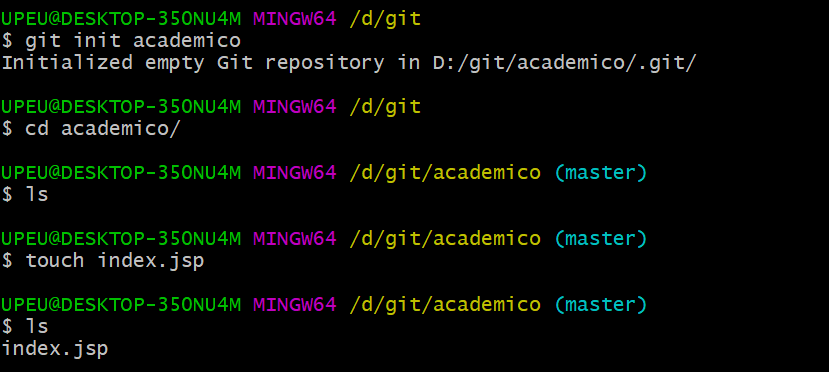 UPEU@DESKTOP-350NU4M MINGW64 /d/git
$ git init academico
Initialized empty Git repository in D:/git/academico/.git/
UPEU@DESKTOP-350NU4M MINGW64 /d/git
$ cd academico/
UPEU@DESKTOP-350NU4M MINGW64 /d/git/academico (master)
$ ls
UPEU@DESKTOP-350NU4M MINGW64 /d/git/academico (master)
$ touch index.jsp
UPEU@DESKTOP-350NU4M MINGW64 /d/git/academico (master)
$ ls
index.jsp